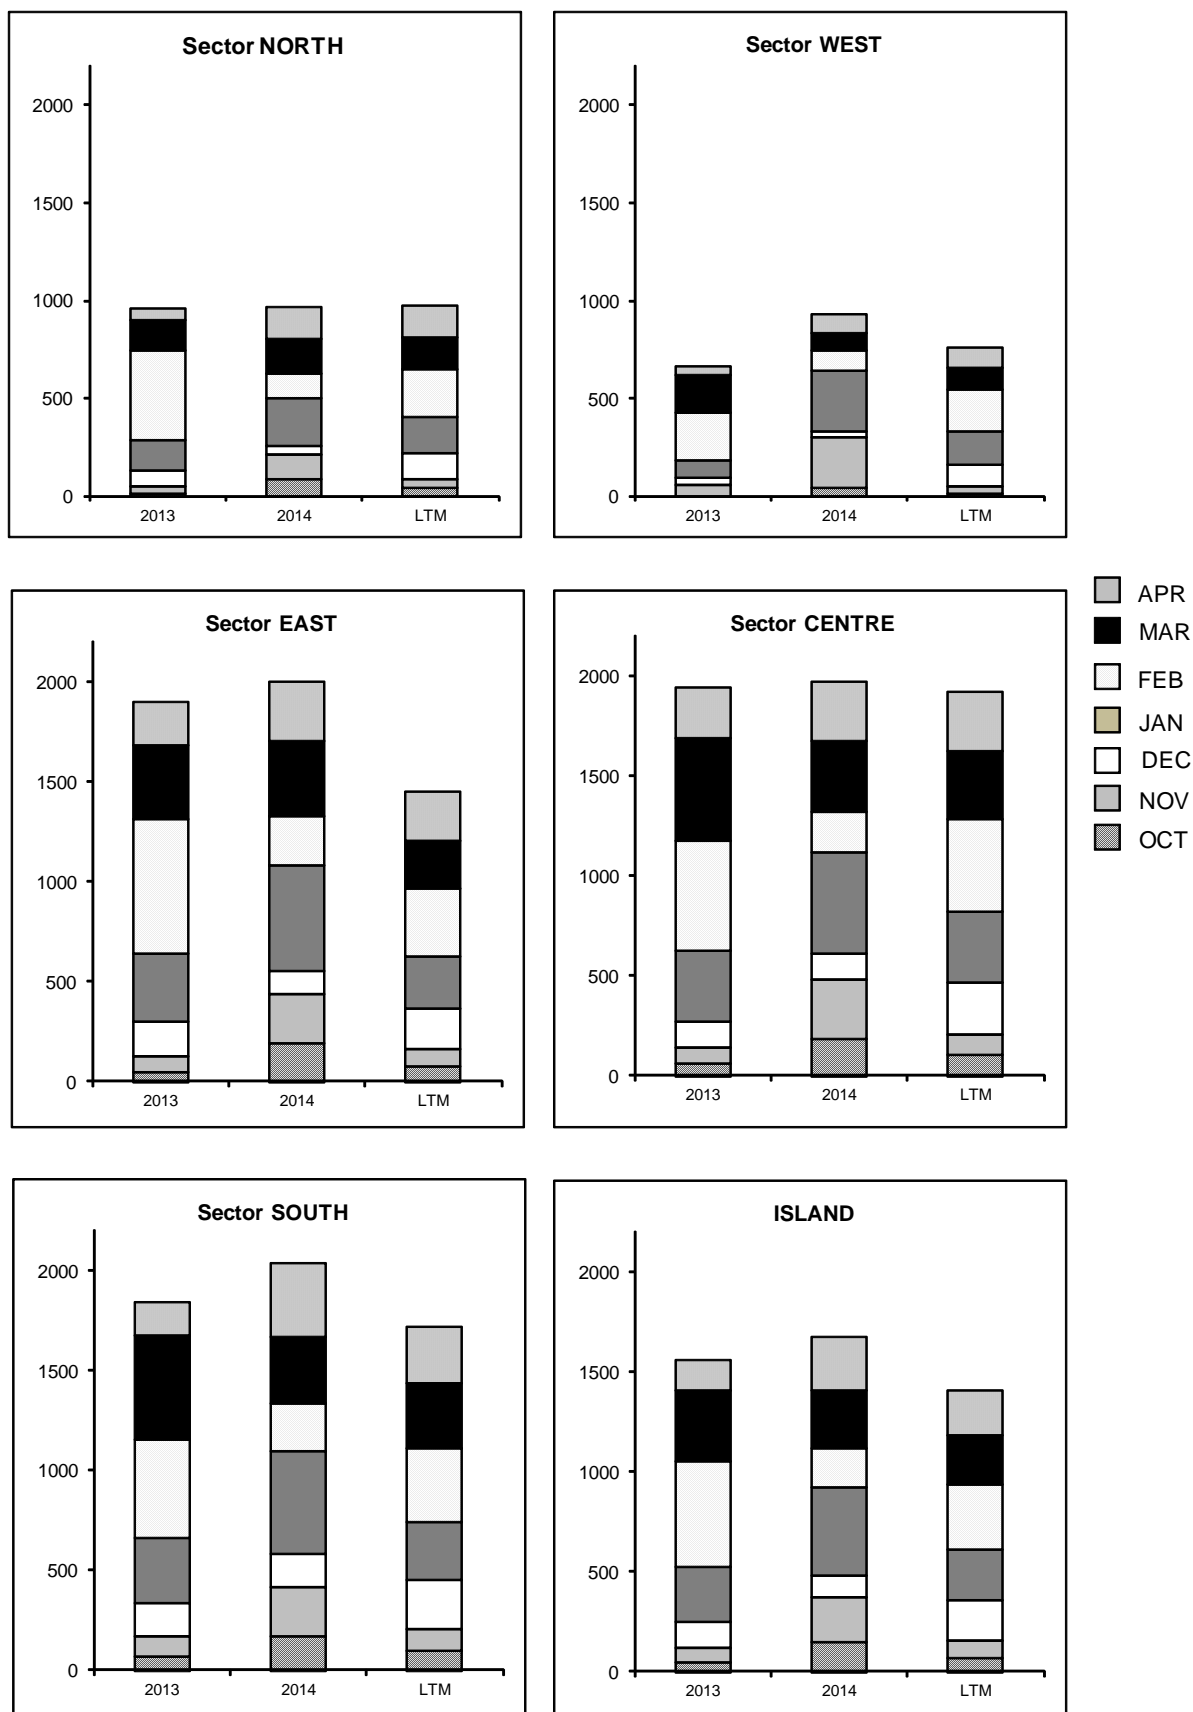 Sector NORTH
2000
1500
1000
500
0
2013 2014 LTM
Sector WEST
2000
1500
1000
500
0
2013 2014 LTM
Sector EAST
2000
1500
1000
500
0
2013 2014 LTM
Sector CENTRE
2000
1500
1000
500
0
2013 2014 LTM
APR
MAR
FEB
JAN
DEC
NOV
OCT
Sector SOUTH
2000
1500
1000
500
0
2013 2014 LTM
ISLAND
2000
1500
1000
500
0
2013 2014 LTM